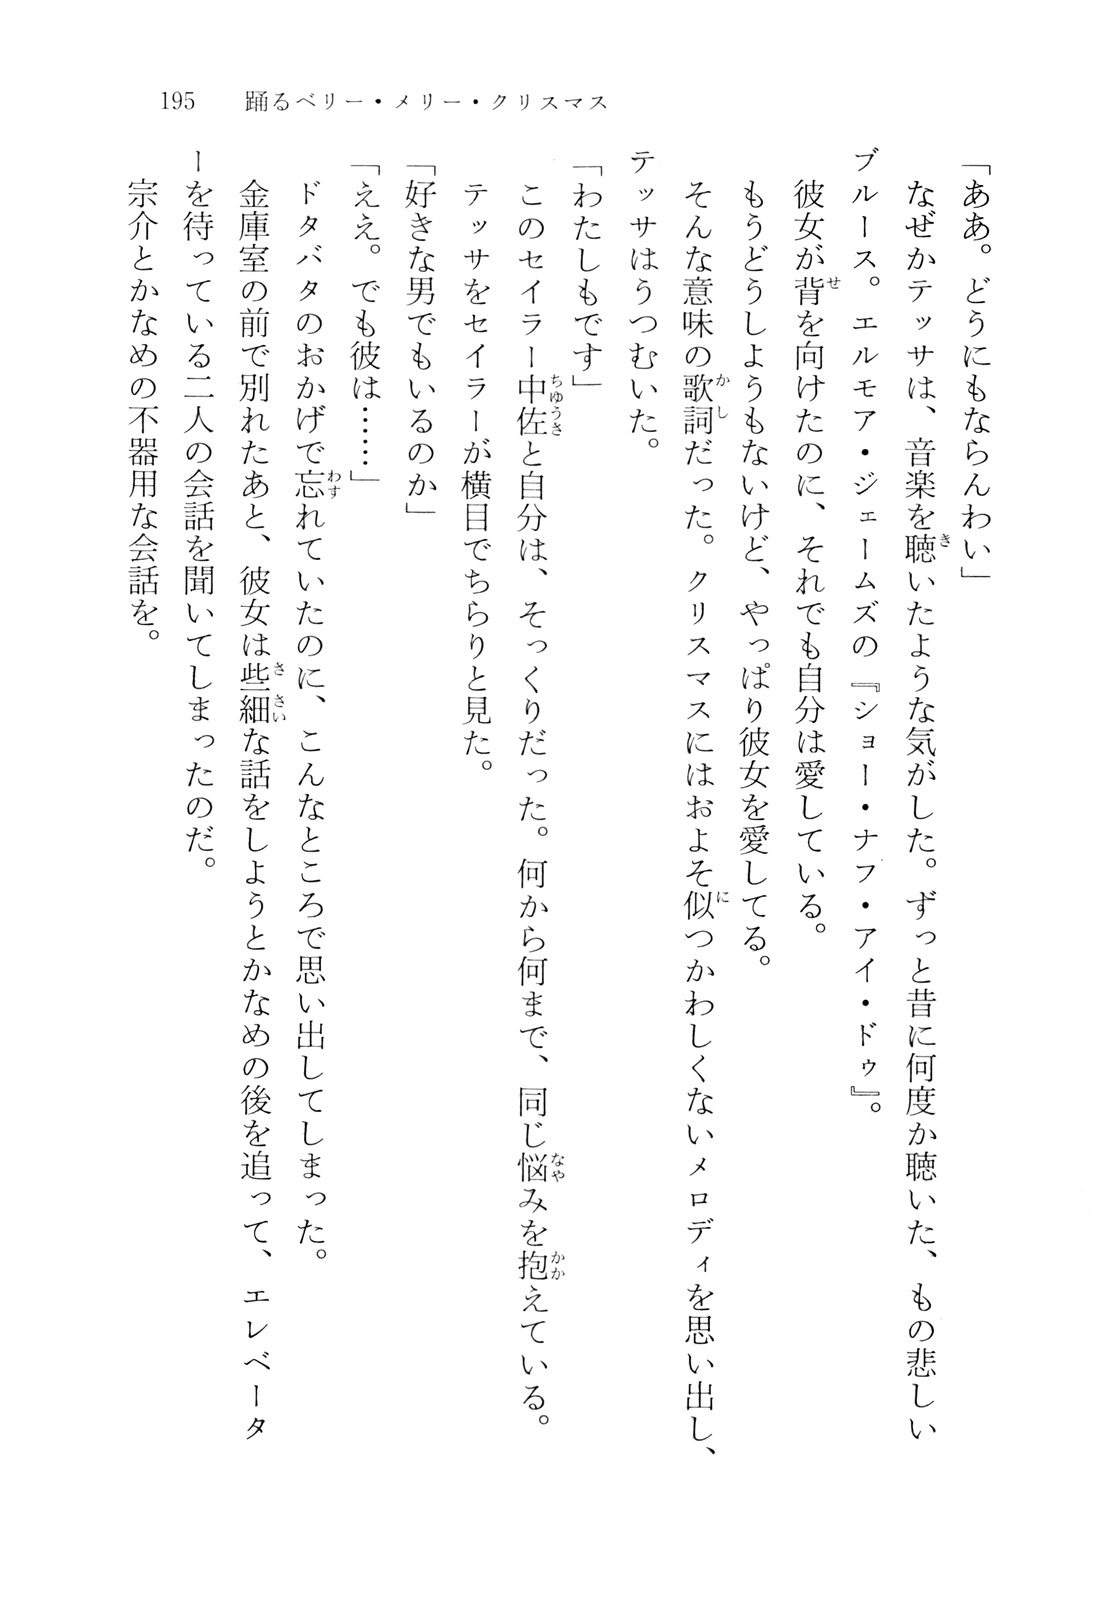 195　踊るベリー・メリー・クリスマス
「ああ。どうにもならんわい」
　なぜかテッサは、音楽を聴いたような気がした。ずっと昔に何度か聴いた、もの悲しい
ブルース。エルモア・ジェームズの『ショー・ナフ・アイ・ドゥ』。
　彼女が背を向けたのに、それでも自分は愛している。
　もうどうしようもないけど、やっぱり彼女を愛してる。
　そんな意味の歌詞だった。クリスマスにはおよそ似つかわしくないメロディを思い出し、
テッサはうつむいた。
「わたしもです」
　このセイラー中佐と自分は、そっくりだった。何から何まで、同じ悩みを抱えている。
　テッサをセイラーが横目でちらりと見た。
「好きな男でもいるのか」
「ええ。でも彼は……」
　ドタバタのおかげで忘れていたのに、こんなところで思い出してしまった。
　金庫室の前で別れたあと、彼女は些細な話をしようとかなめの後を追って、エレベータ
ーを待っている二人の会話を聞いてしまったのだ。
　宗介とかなめの不器用な会話を。